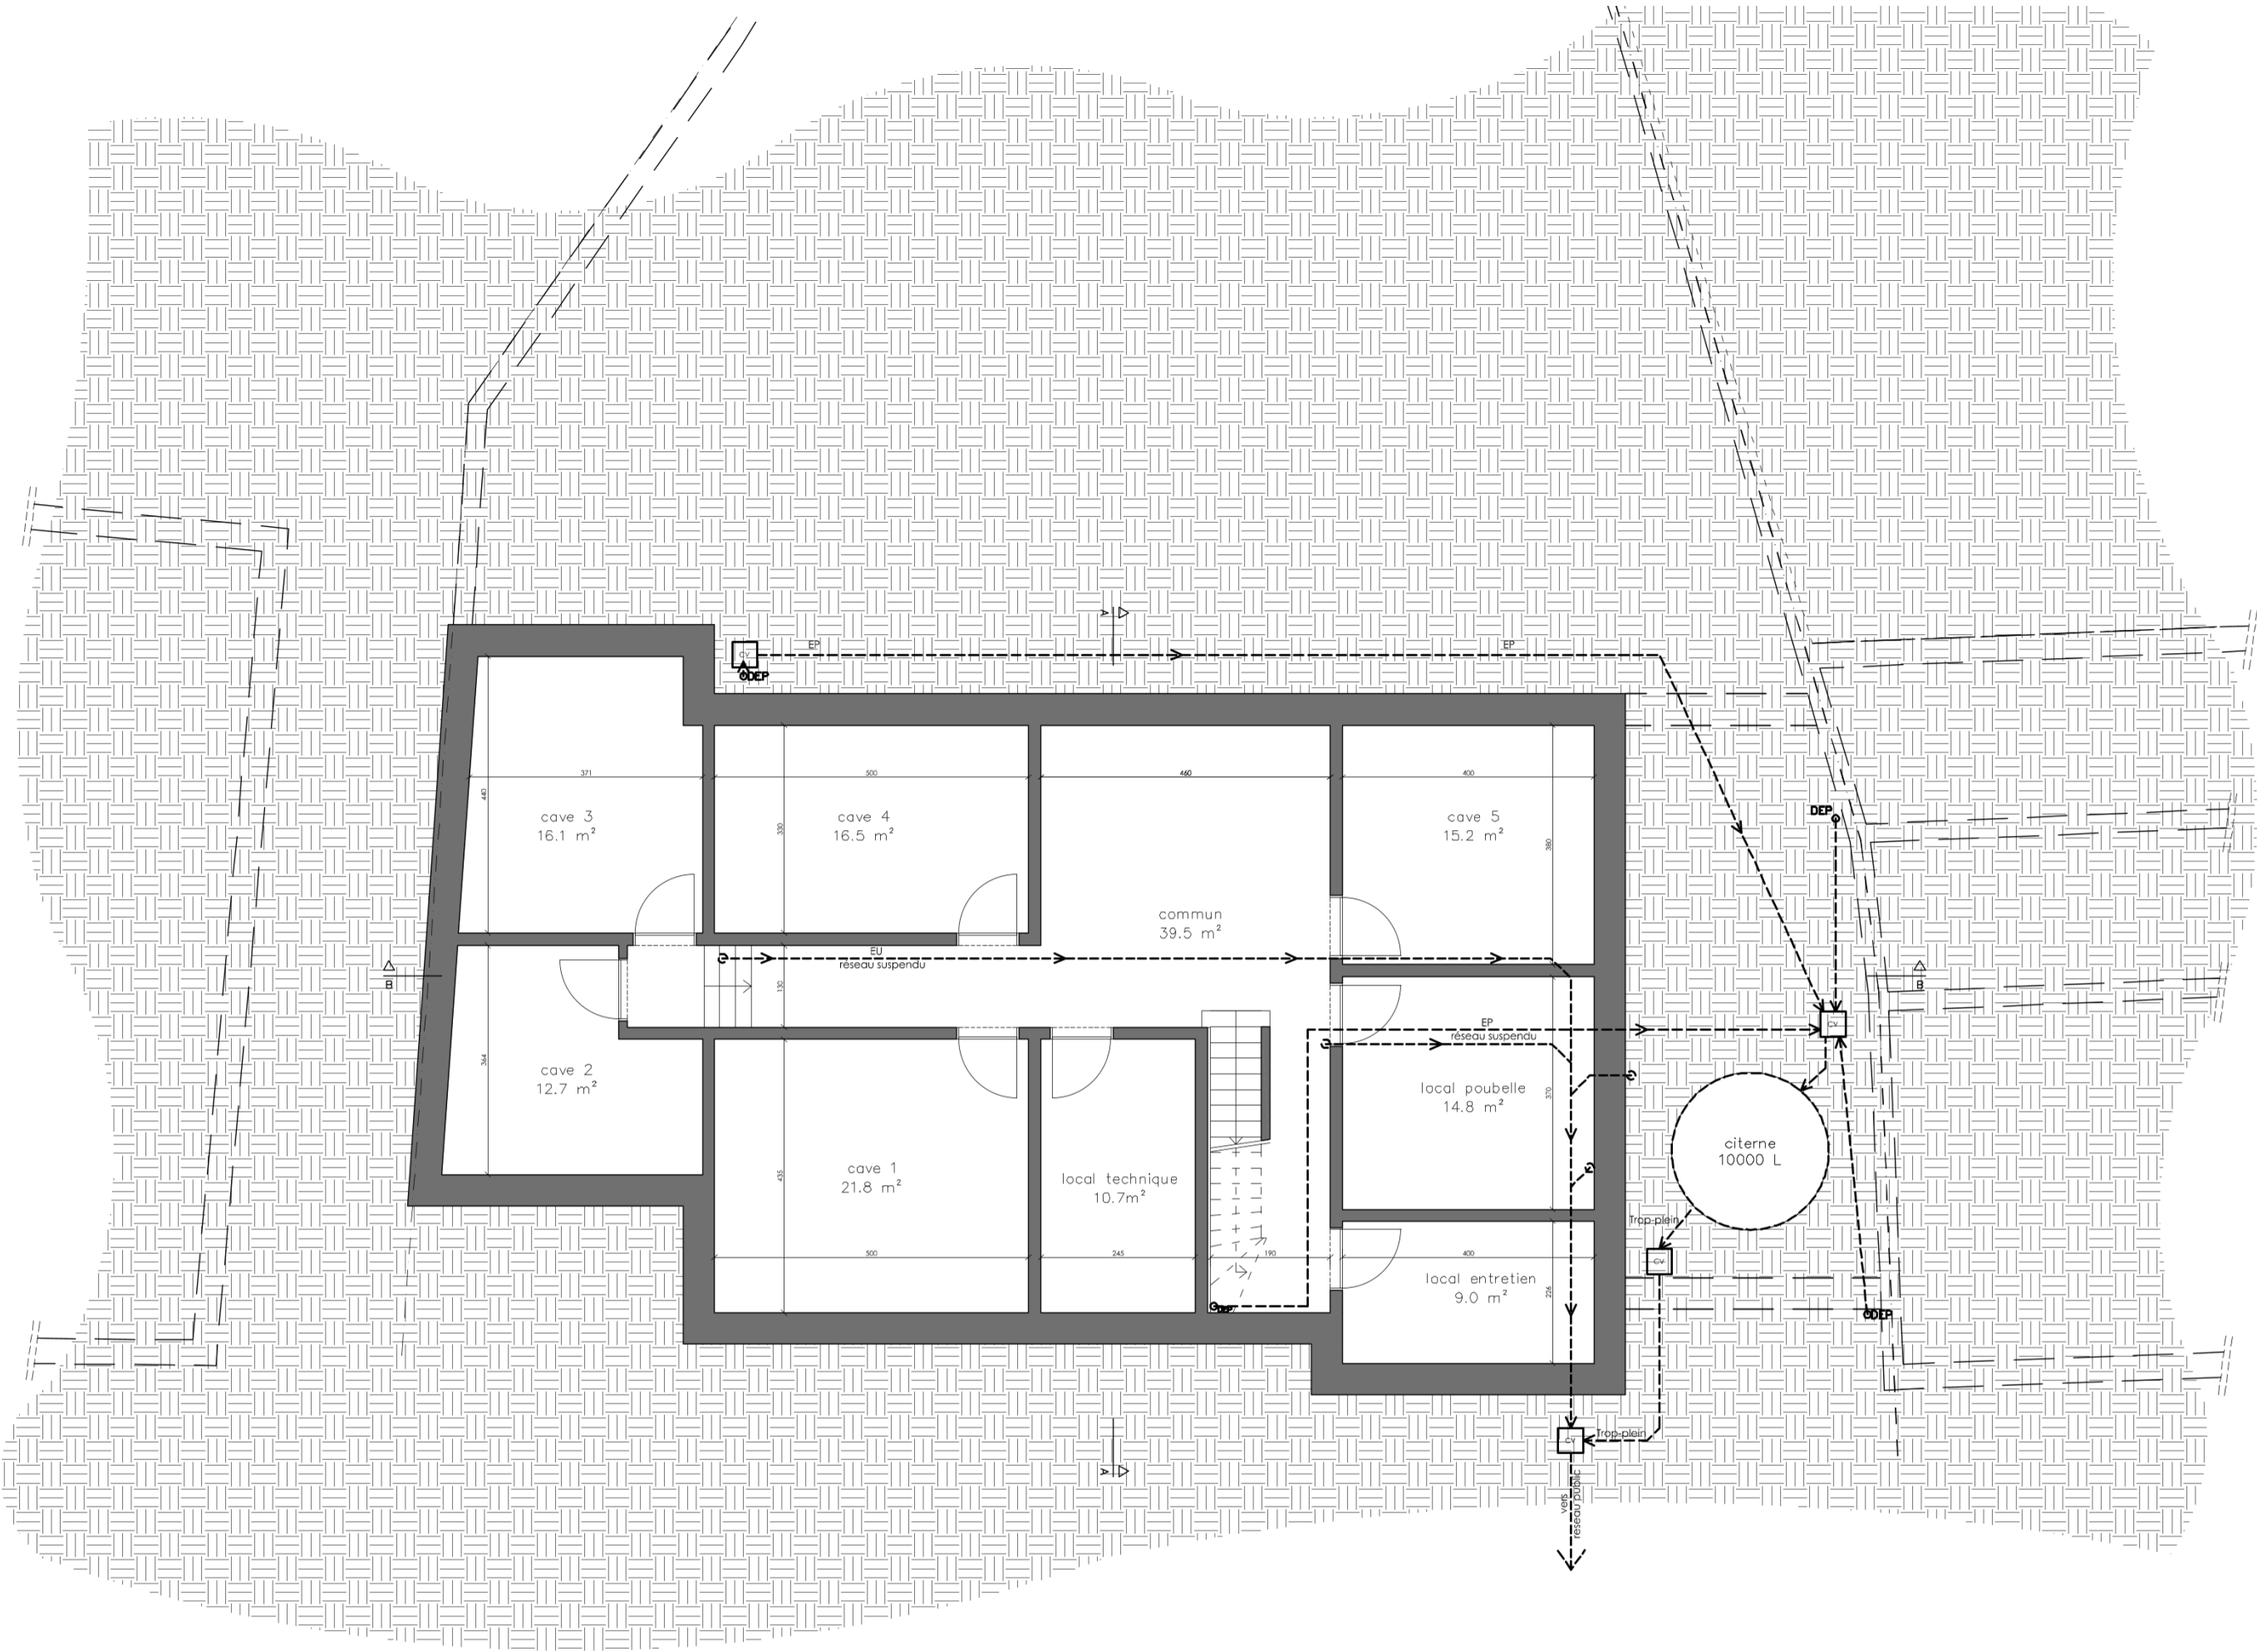 A
EP
EP
CV
DEP
371
500
460
400
440
330
380
cave 3
16.1 m²
cave 4
16.5 m²
cave 5
15.2 m²
DEP
commun
39.5 m²
EU
réseau suspendu
B
B
130
EP
réseau suspendu
CV
364
cave 2
12.7 m²
local poubelle
14.8 m²
370
citerne
10000 L
cave 1
21.8 m²
435
local technique
10.7m²
Trop-plein
500
245
190
400
CV
local entretien
9.0 m²
226
DEP
DEP
Trop-plein
CV
A
vers
réseau public